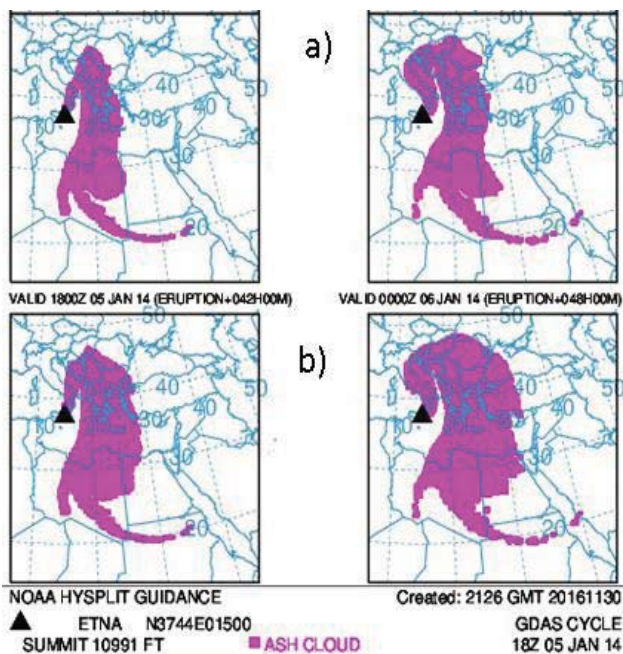 a)
50
50
40
40
30
30
20
20
VALID 1800Z 05 JAN 14 (ERUPTION+042H00M) VALID 0000Z 06 JAN 14 (ERUPTION+048H00M)
b)
50
50
40
40
30
30
20
20
NOAA HYSPLIT GUIDANCE Created: 2126 GMT 20161130
▲ ETNA N3744E01500 GDAS CYCLE
SUMMIT 10991 FT ASH CLOUD 18Z 05 JAN 14